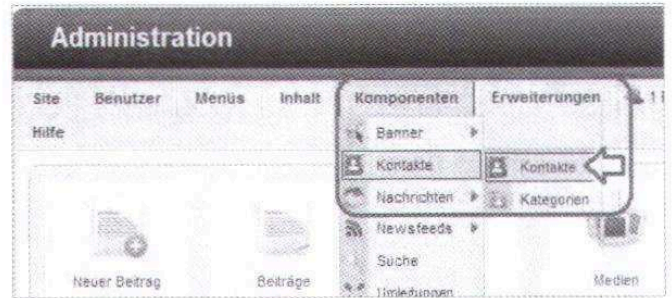 Administration
Site Benutzer Menüs Inhalt Komponenten Erweiterungen
Hilfe
Banner
Kontakte Kontakte
Nachrichten Kategorien
Newsfeeds
Suche
Umleitungen
Neuer Beitrag Beiträge Medien